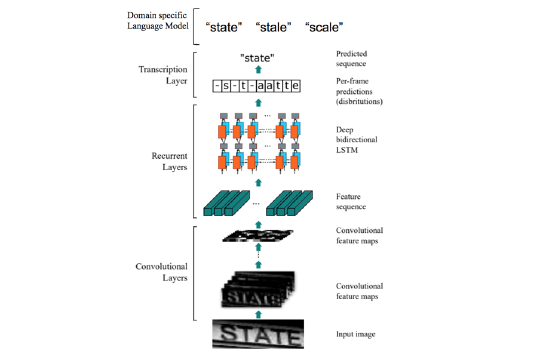 Domain specific
Language Model
“state” “stale” “scale”
Transcription
Layer
"state"
Predicted
sequence
-s-t-aatte
Per-frame
predictions
(disbritutions)
Recurrent
Layers
...
...
Deep
bidirectional
LSTM
...
Feature
sequence
Convolutional
Layers
Convolutional
feature maps
...
STATE
Convolutional
feature maps
STATE
Input image